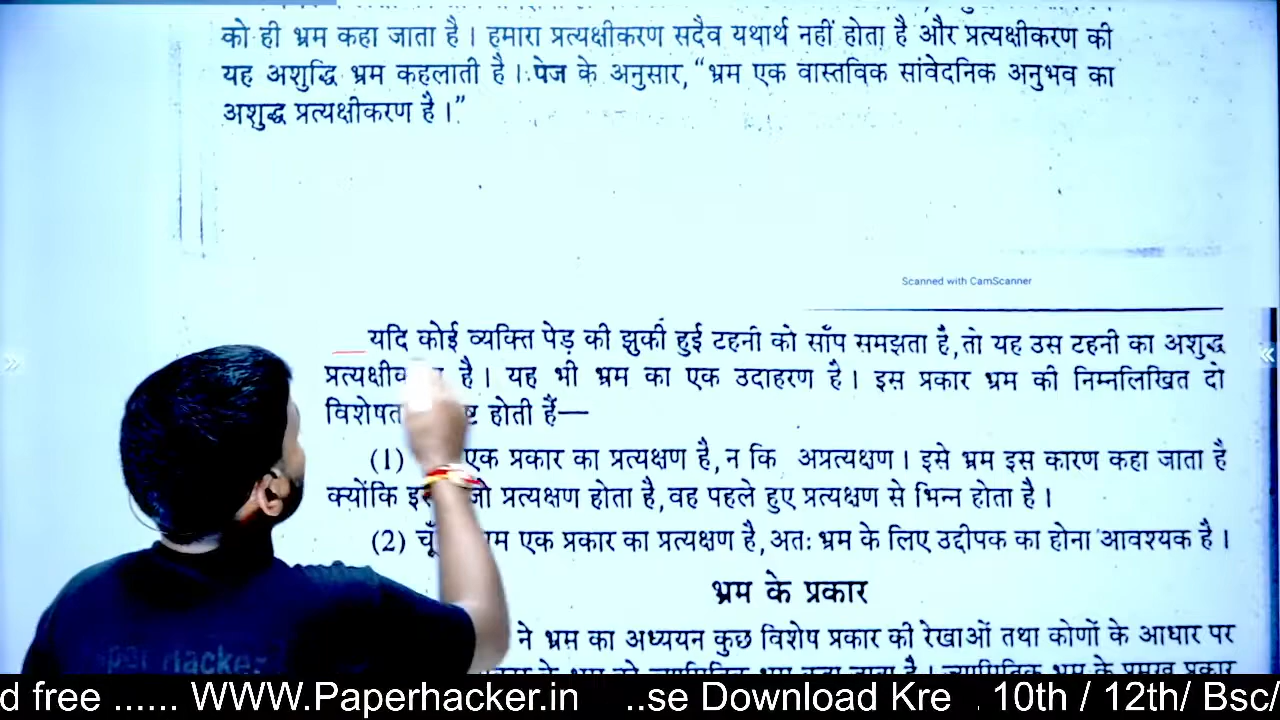 को ही भ्रम कहा जाता है। हमारा प्रत्यक्षीकरण सदैव यथार्थ नहीं होता है और प्रत्यक्षीकरण की
यह अशुद्धि भ्रम कहलाती है। पेज के अनुसार, “भ्रम एक वास्तविक सांवेदनिक अनुभव का
अशुद्ध प्रत्यक्षीकरण है।”
Scanned with CamScanner
यदि कोई व्यक्ति पेड़ की झुकी हुई टहनी को साँप समझता है, तो यह उस टहनी का अशुद्ध
है। यह भी भ्रम का एक उदाहरण है। इस प्रकार भ्रम की निम्नलिखित दो
होती हैं—
(1) एक प्रकार का प्रत्यक्षण है, न कि अप्रत्यक्षण। इसे भ्रम इस कारण कहा जाता है
क्योंकि जो प्रत्यक्षण होता है, वह पहले हुए प्रत्यक्षण से भिन्न होता है।
(2) एक प्रकार का प्रत्यक्षण है, अतः भ्रम के लिए उद्दीपक का होना आवश्यक है।
भ्रम के प्रकार
ने भ्रम का अध्ययन कुछ विशेष प्रकार की रेखाओं तथा कोणों के आधार पर
d free ...... WWW.Paperhacker.in ..se Download Kre . 10th / 12th/ Bsc/